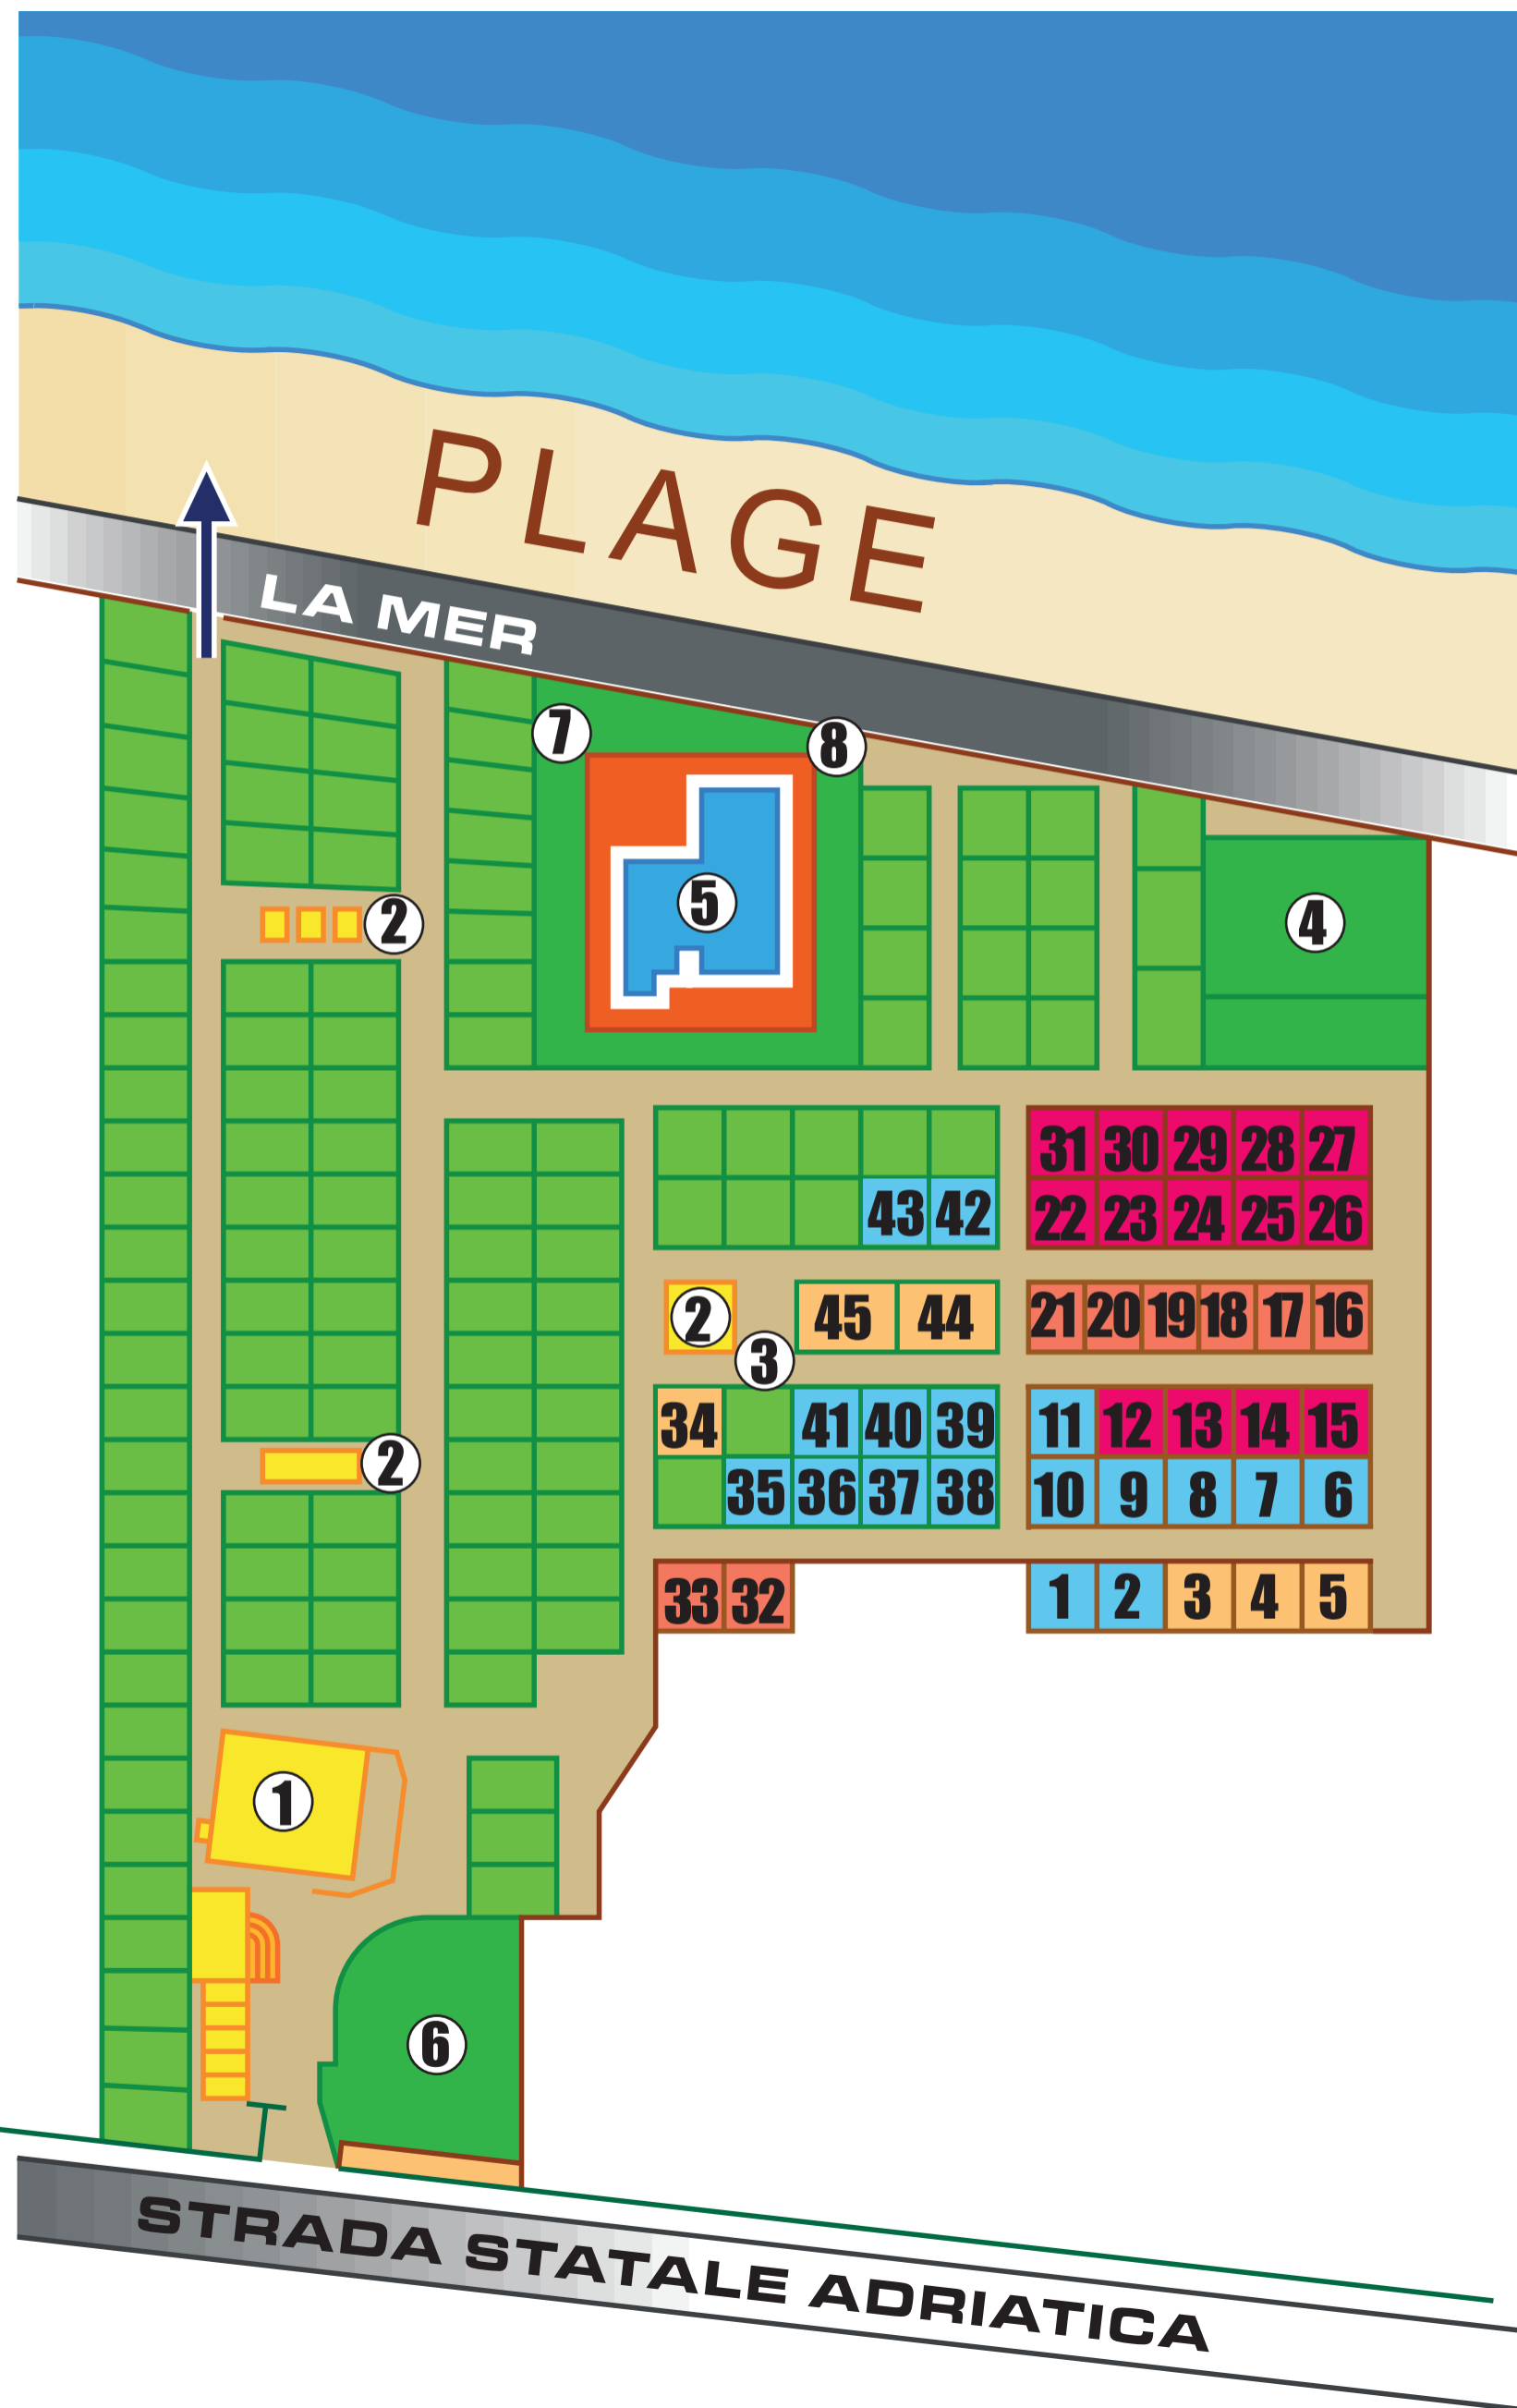 PLAGE
LA MER
7
8
5
2
4
31 30 29 28 27
43 42 22 23 24 25 26
2 45 44 21 20 19 18 17 16
3
34 41 40 39 11 12 13 14 15
2
35 36 37 38 10 9 8 7 6
33 32 1 2 3 4 5
1
6
STRADA STATALE ADRIATICA